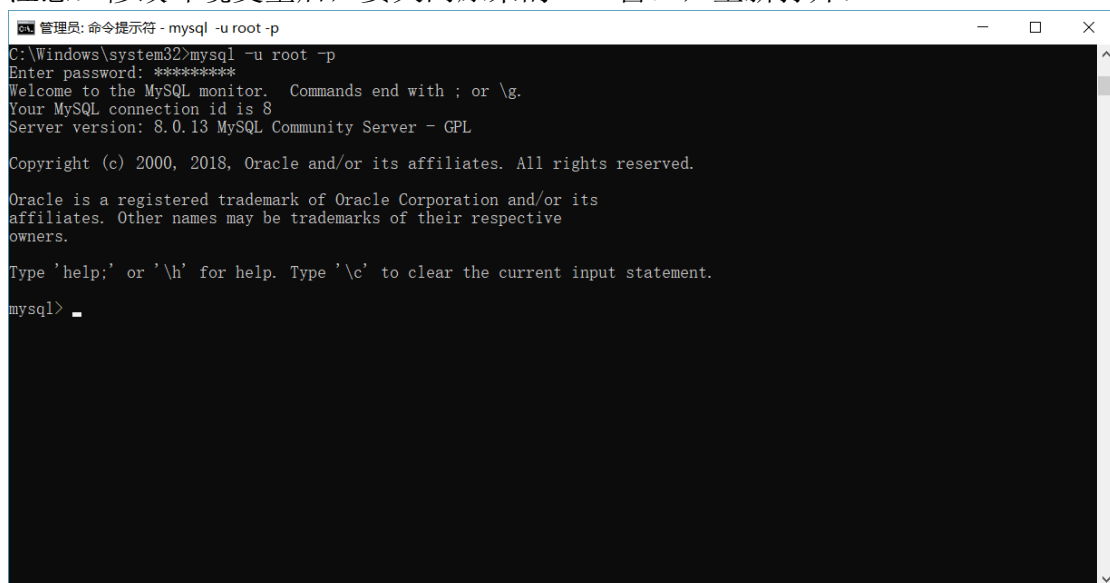 管理员: 命令提示符 - mysql -u root -p
C:\Windows\system32>mysql -u root -p
Enter password: *********
Welcome to the MySQL monitor.  Commands end with ; or \g.
Your MySQL connection id is 8
Server version: 8.0.13 MySQL Community Server - GPL
Copyright (c) 2000, 2018, Oracle and/or its affiliates. All rights reserved.
Oracle is a registered trademark of Oracle Corporation and/or its
affiliates. Other names may be trademarks of their respective
owners.
Type 'help;' or '\h' for help. Type '\c' to clear the current input statement.
mysql>